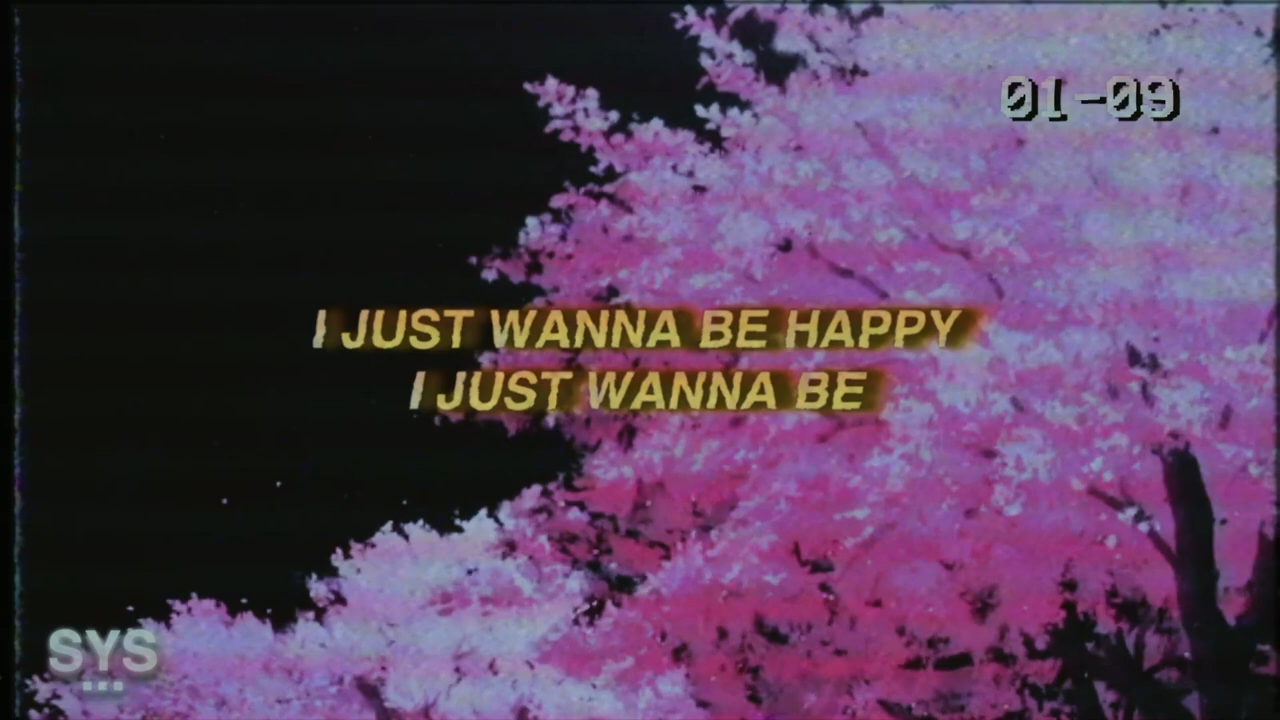 01-09
I JUST WANNA BE HAPPY
I JUST WANNA BE
SYS